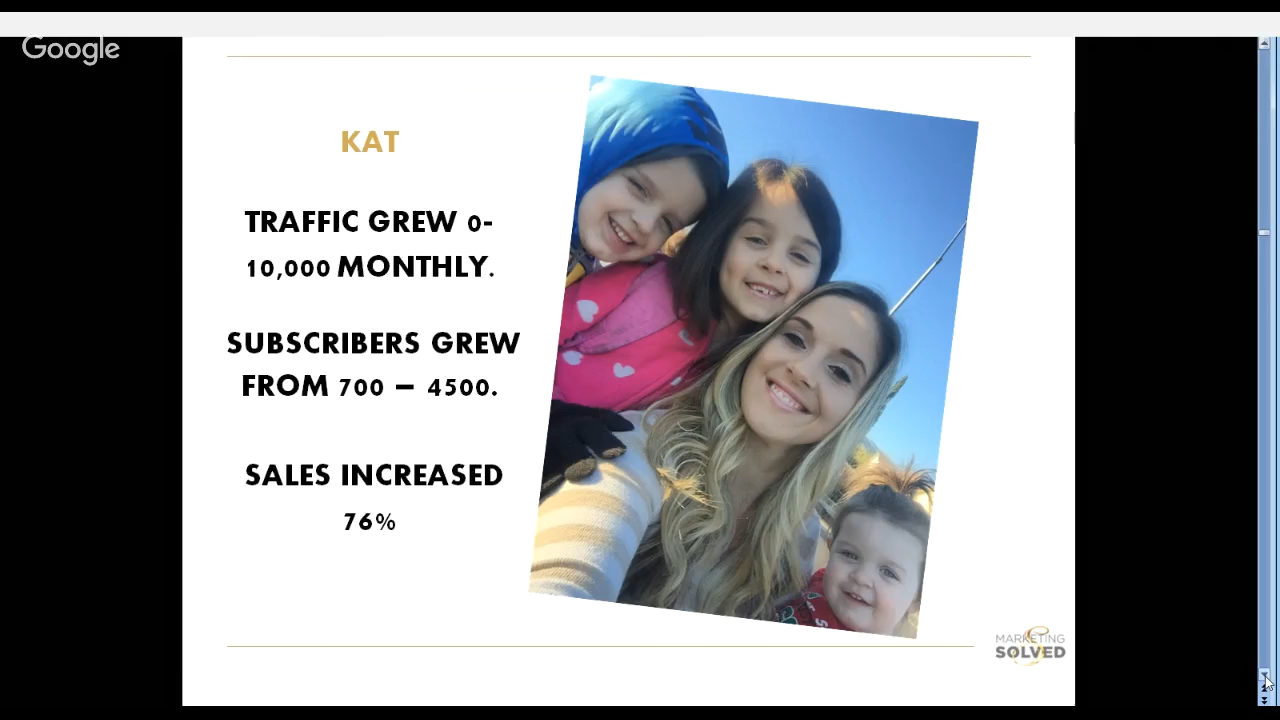 Google
KAT
TRAFFIC GREW 0-
10,000 MONTHLY.
SUBSCRIBERS GREW
FROM 700 – 4500.
SALES INCREASED
76%
MARKETING
SOLVED